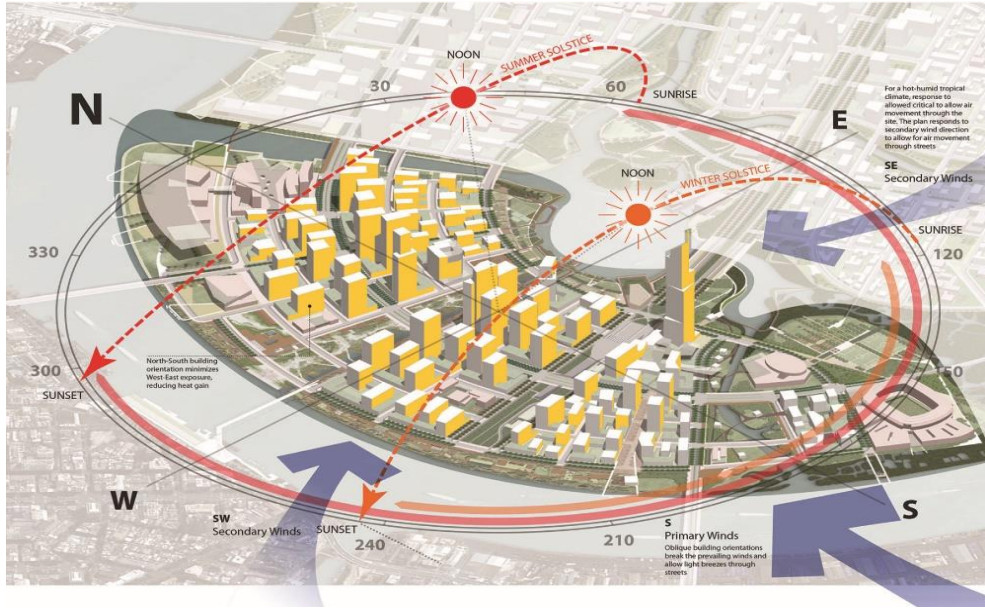 NOON
SUMMER SOLSTICE
30
60
SUNRISE
N
E
For a hot-humid tropical
climate, response to
allowed critical to allow air
movement through the
site. The plan responds to
secondary wind direction
to allow for air movement
through streets
SE
Secondary Winds
NOON
WINTER SOLSTICE
SUNRISE
330
120
North-South building
orientation minimizes
West-East exposure,
reducing heat gain
300
SUNSET
150
W
S
SW
Secondary Winds
SUNSET
240
210
S
Primary Winds
Oblique building orientations
break the prevailing winds and
allow light breezes through
streets